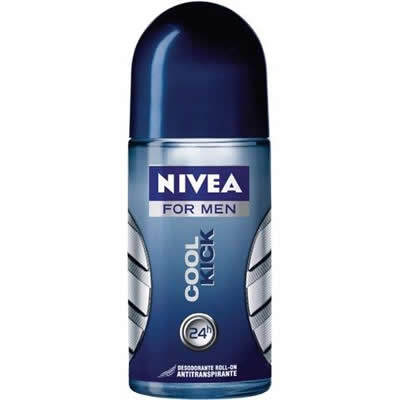 NIVEA
FOR MEN
COOL
KICK
24h
DESODORANTE ROLL-ON
ANTITRANSPIRANTE